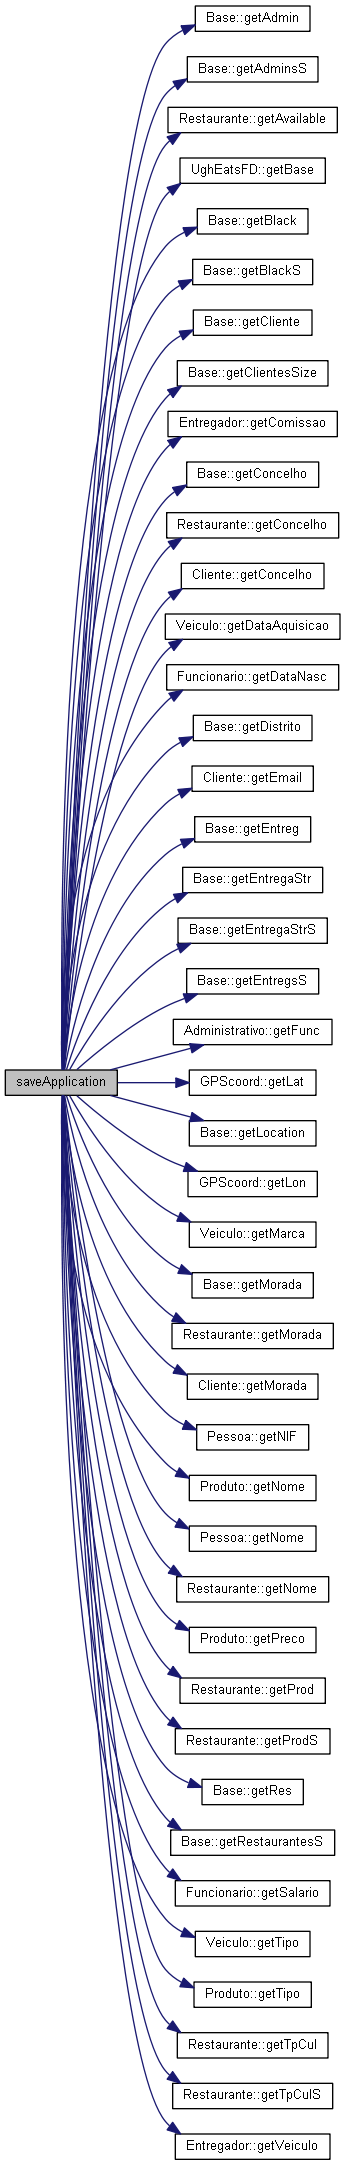 Base::getAdmin
Base::getAdminsS
Restaurante::getAvailable
UghEatsFD::getBase
Base::getBlack
Base::getBlackS
Base::getCliente
Base::getClientesSize
Entregador::getComissao
Base::getConcelho
Restaurante::getConcelho
Cliente::getConcelho
Veiculo::getDataAquisicao
Funcionario::getDataNasc
Base::getDistrito
Cliente::getEmail
Base::getEntreg
Base::getEntregaStr
Base::getEntregaStrS
Base::getEntregsS
Administrativo::getFunc
saveApplication
GPScoord::getLat
Base::getLocation
GPScoord::getLon
Veiculo::getMarca
Base::getMorada
Restaurante::getMorada
Cliente::getMorada
Pessoa::getNIF
Produto::getNome
Pessoa::getNome
Restaurante::getNome
Produto::getPreco
Restaurante::getProd
Restaurante::getProdS
Base::getRes
Base::getRestaurantesS
Funcionario::getSalario
Veiculo::getTipo
Produto::getTipo
Restaurante::getTpCul
Restaurante::getTpCulS
Entregador::getVeiculo